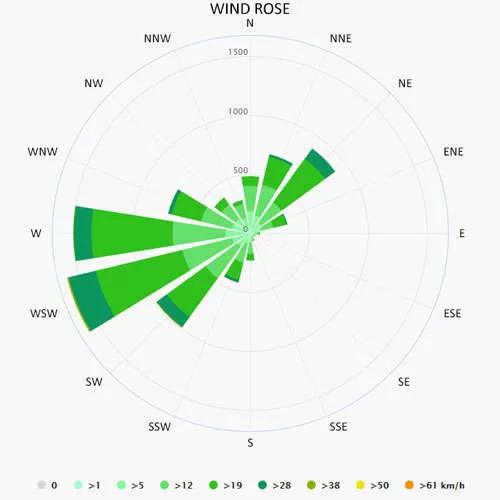 WIND ROSE
N
NNW NNE
1500
NW NE
1000
WNW ENE
500
W 0 E
WSW ESE
SW SE
SSW SSE
S
0 >1 >5 >12 >19 >28 >38 >50 >61 km/h